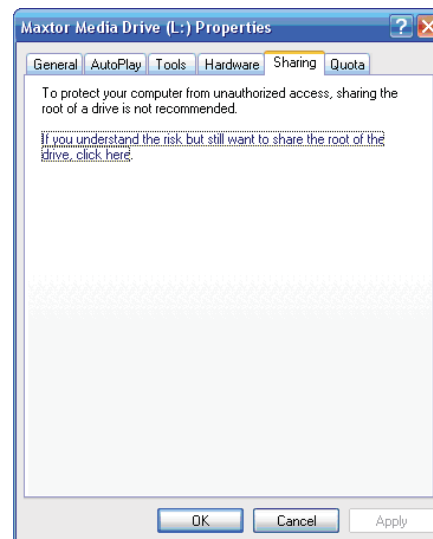 Maxtor Media Drive (L:) Properties
General AutoPlay Tools Hardware Sharing Quota
To protect your computer from unauthorized access, sharing the
root of a drive is not recommended.
If you understand the risk but still want to share the root of the
drive, click here.
OK Cancel Apply